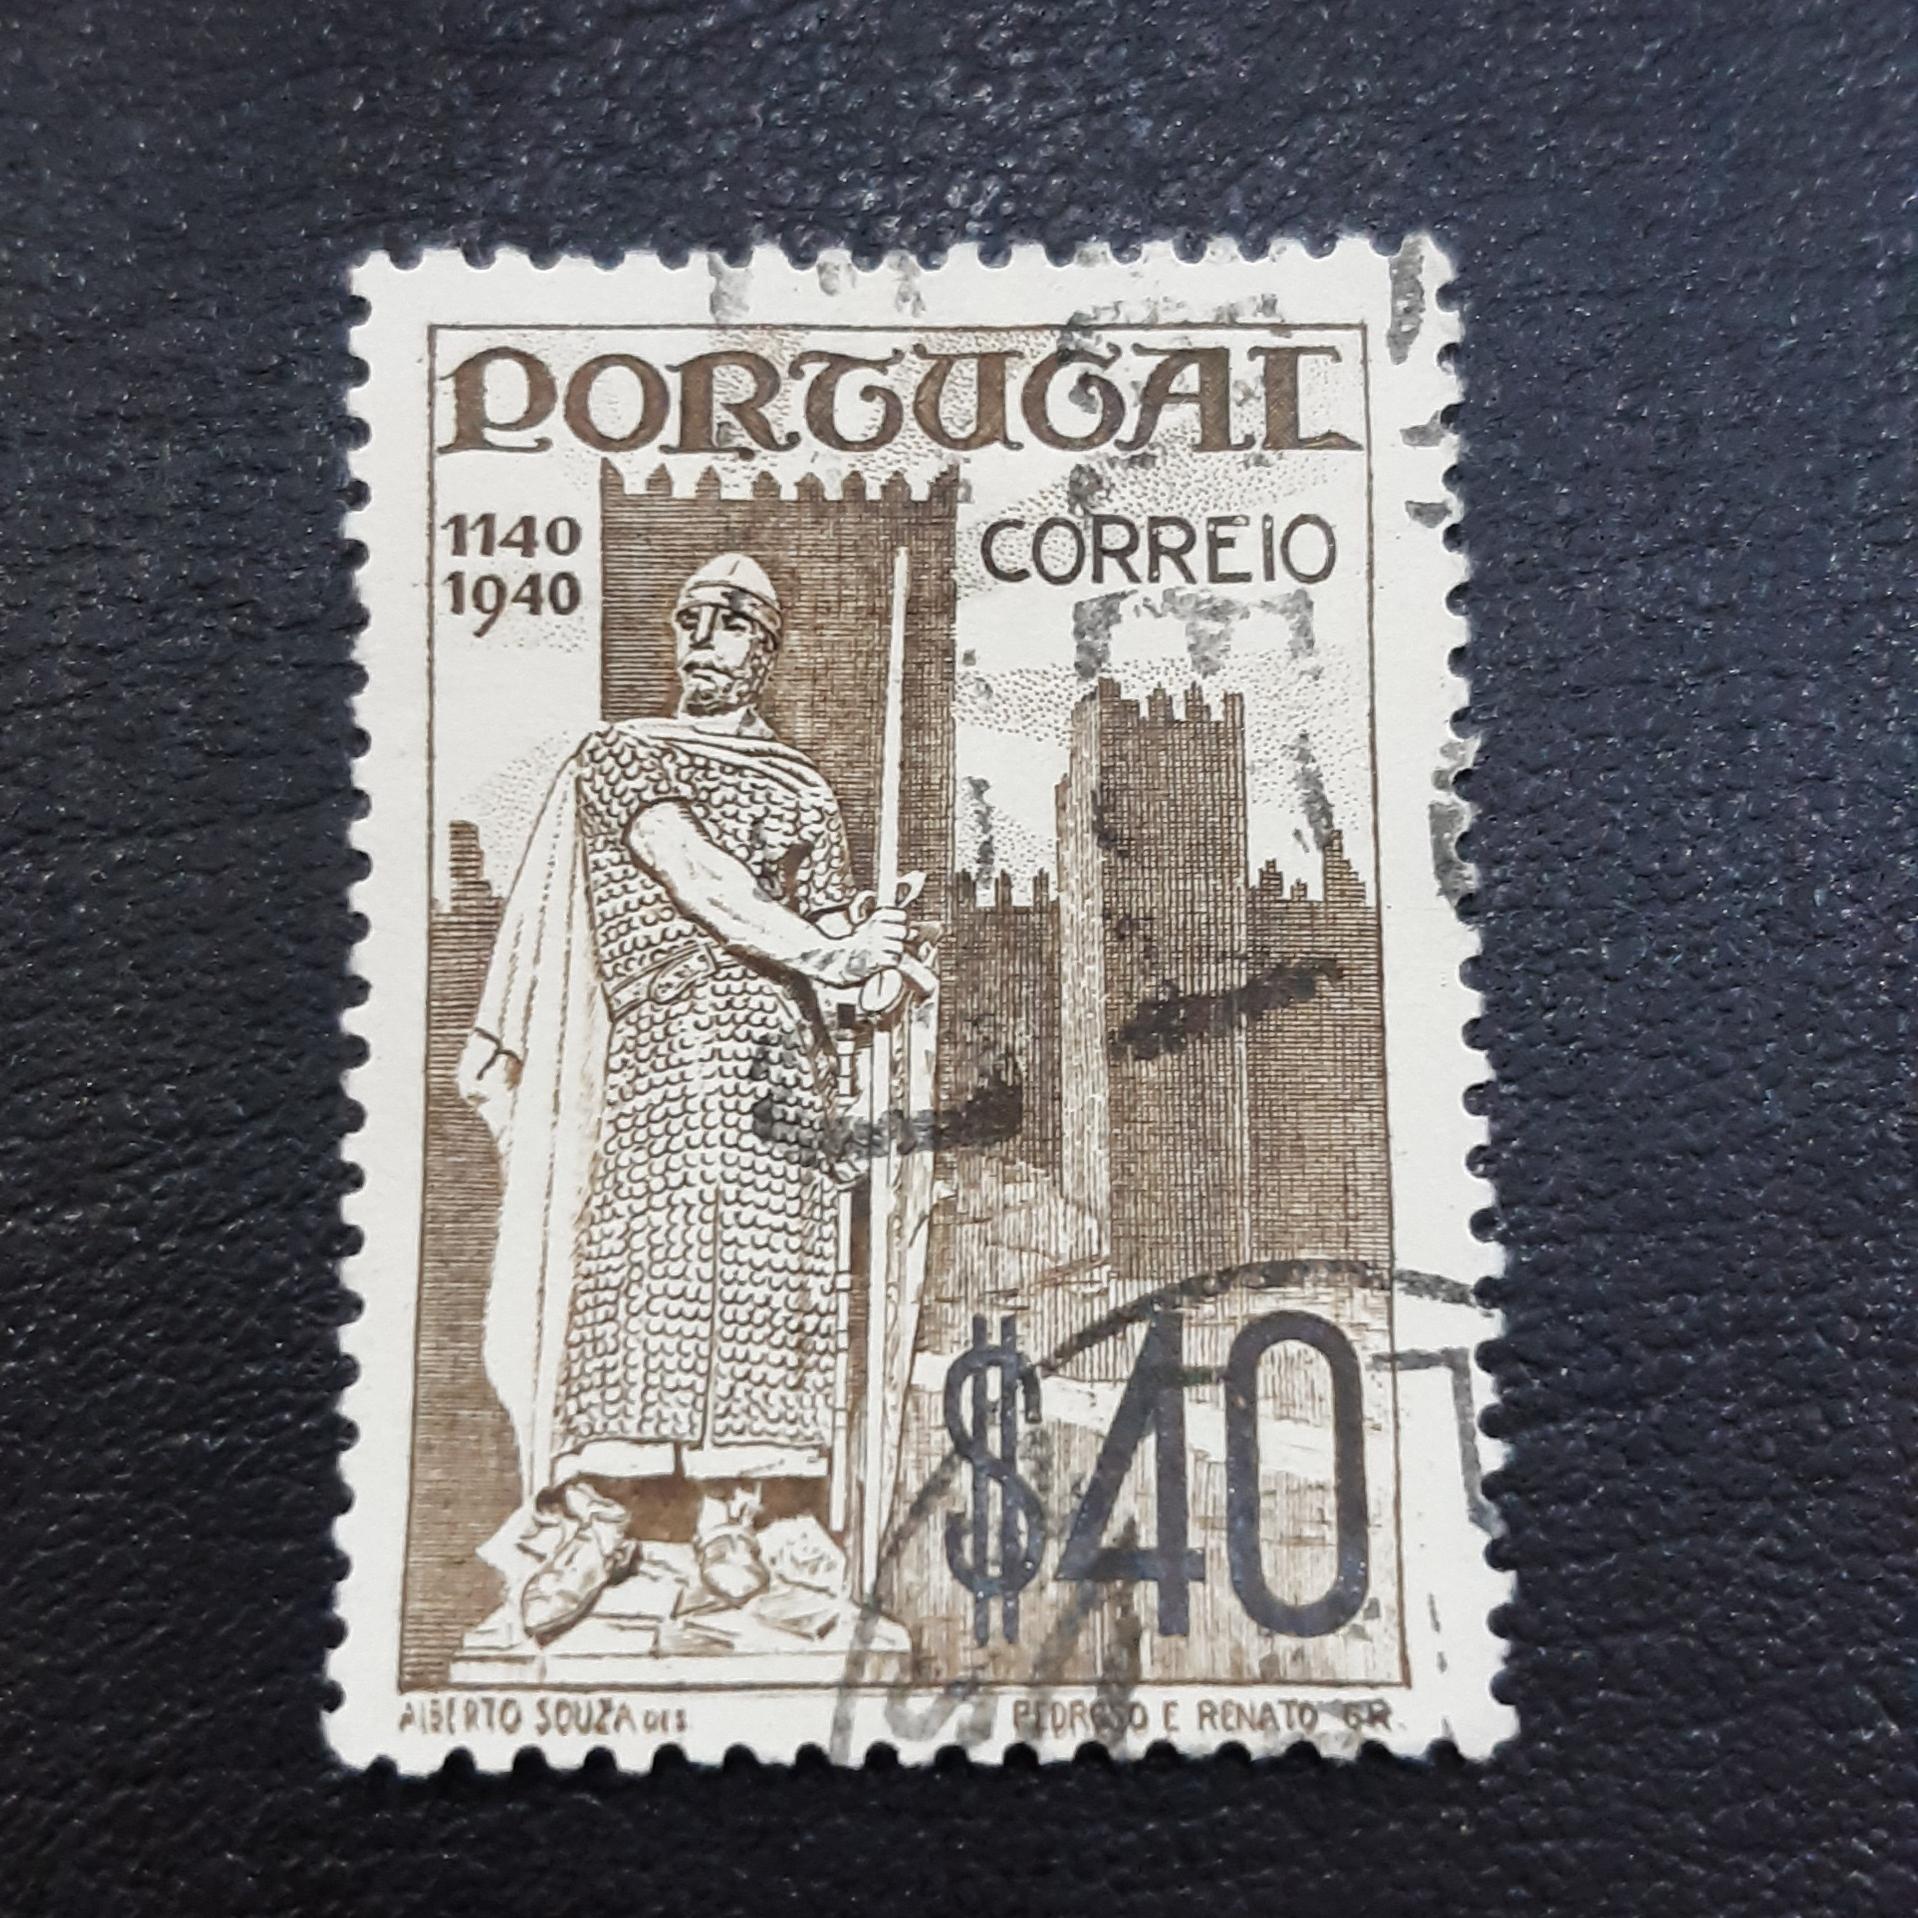 PORTUGAL
1140
1940
CORREIO
$40
ALBERTO SOUZA DES.
PEDROSO E RENATO GR.